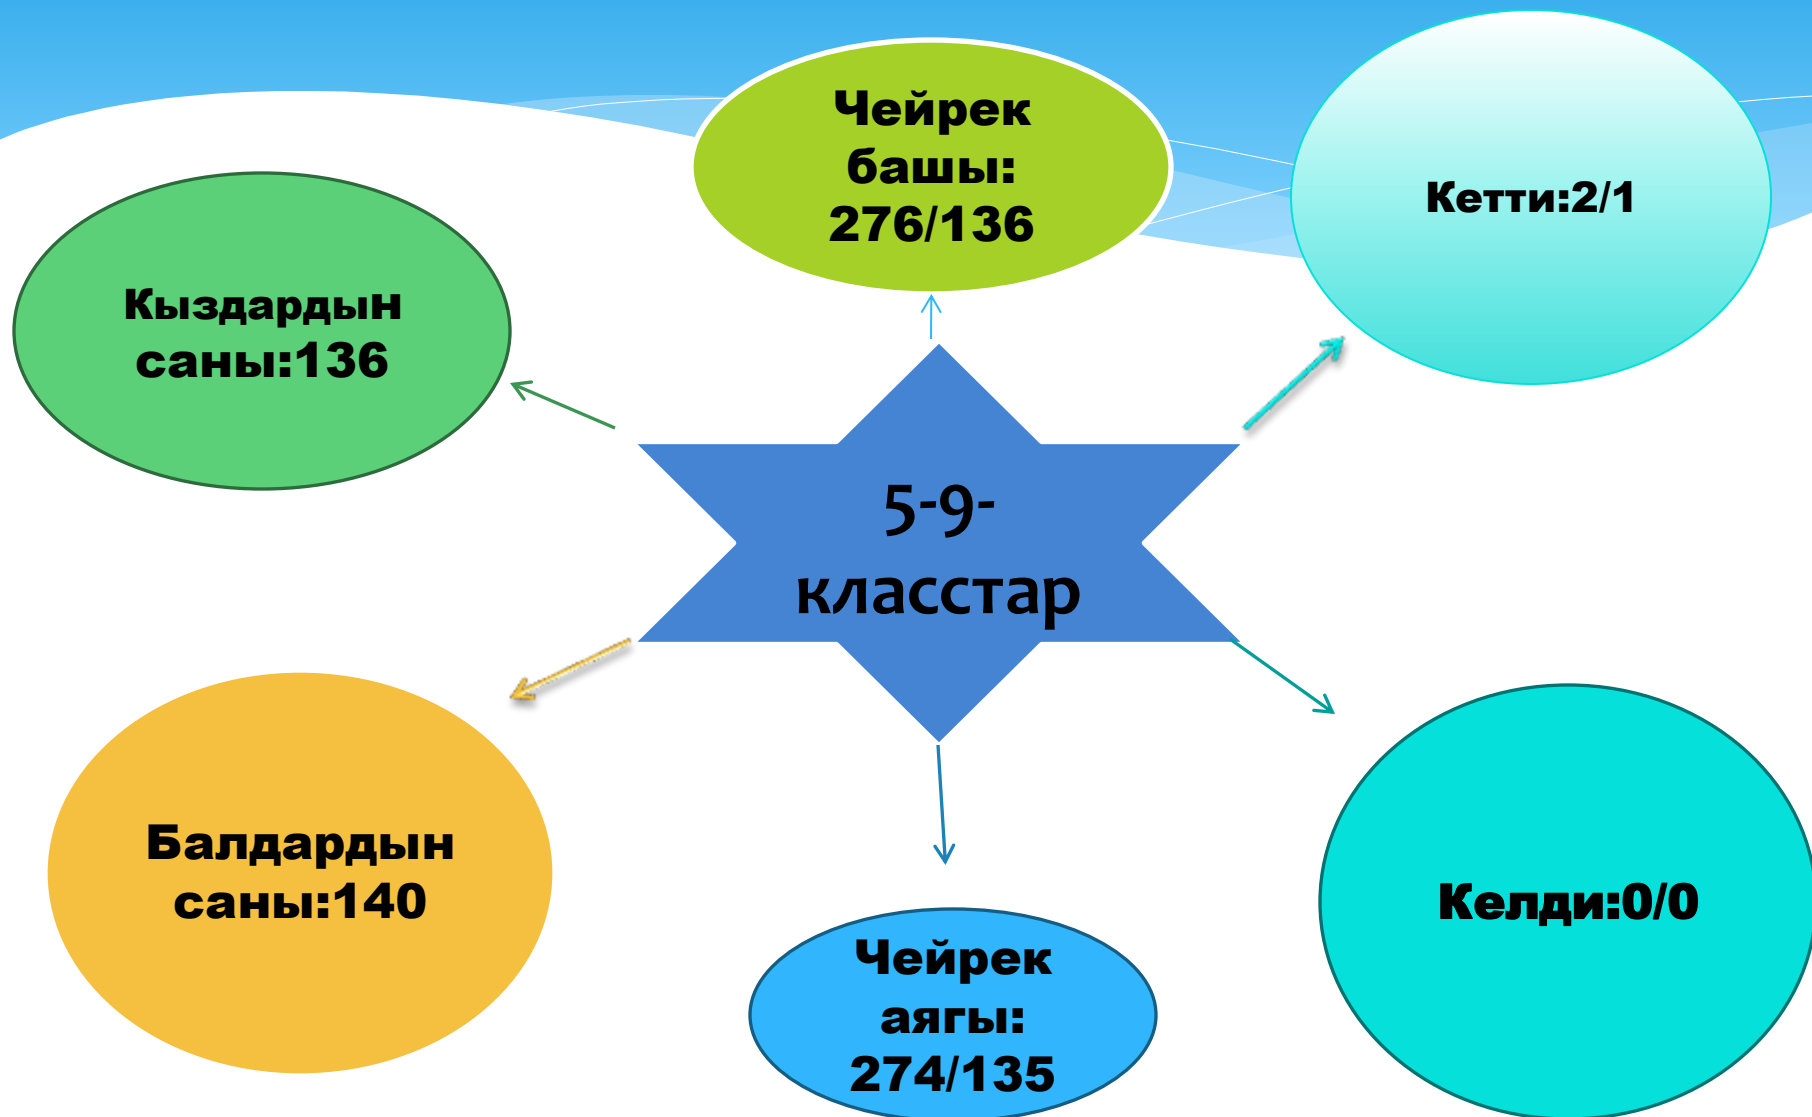 Чейрек
башы:
276/136
Кетти:2/1
Кыздардын
саны:136
5-9-
класстар
Балдардын
саны:140
Келди:0/0
Чейрек
аягы:
274/135